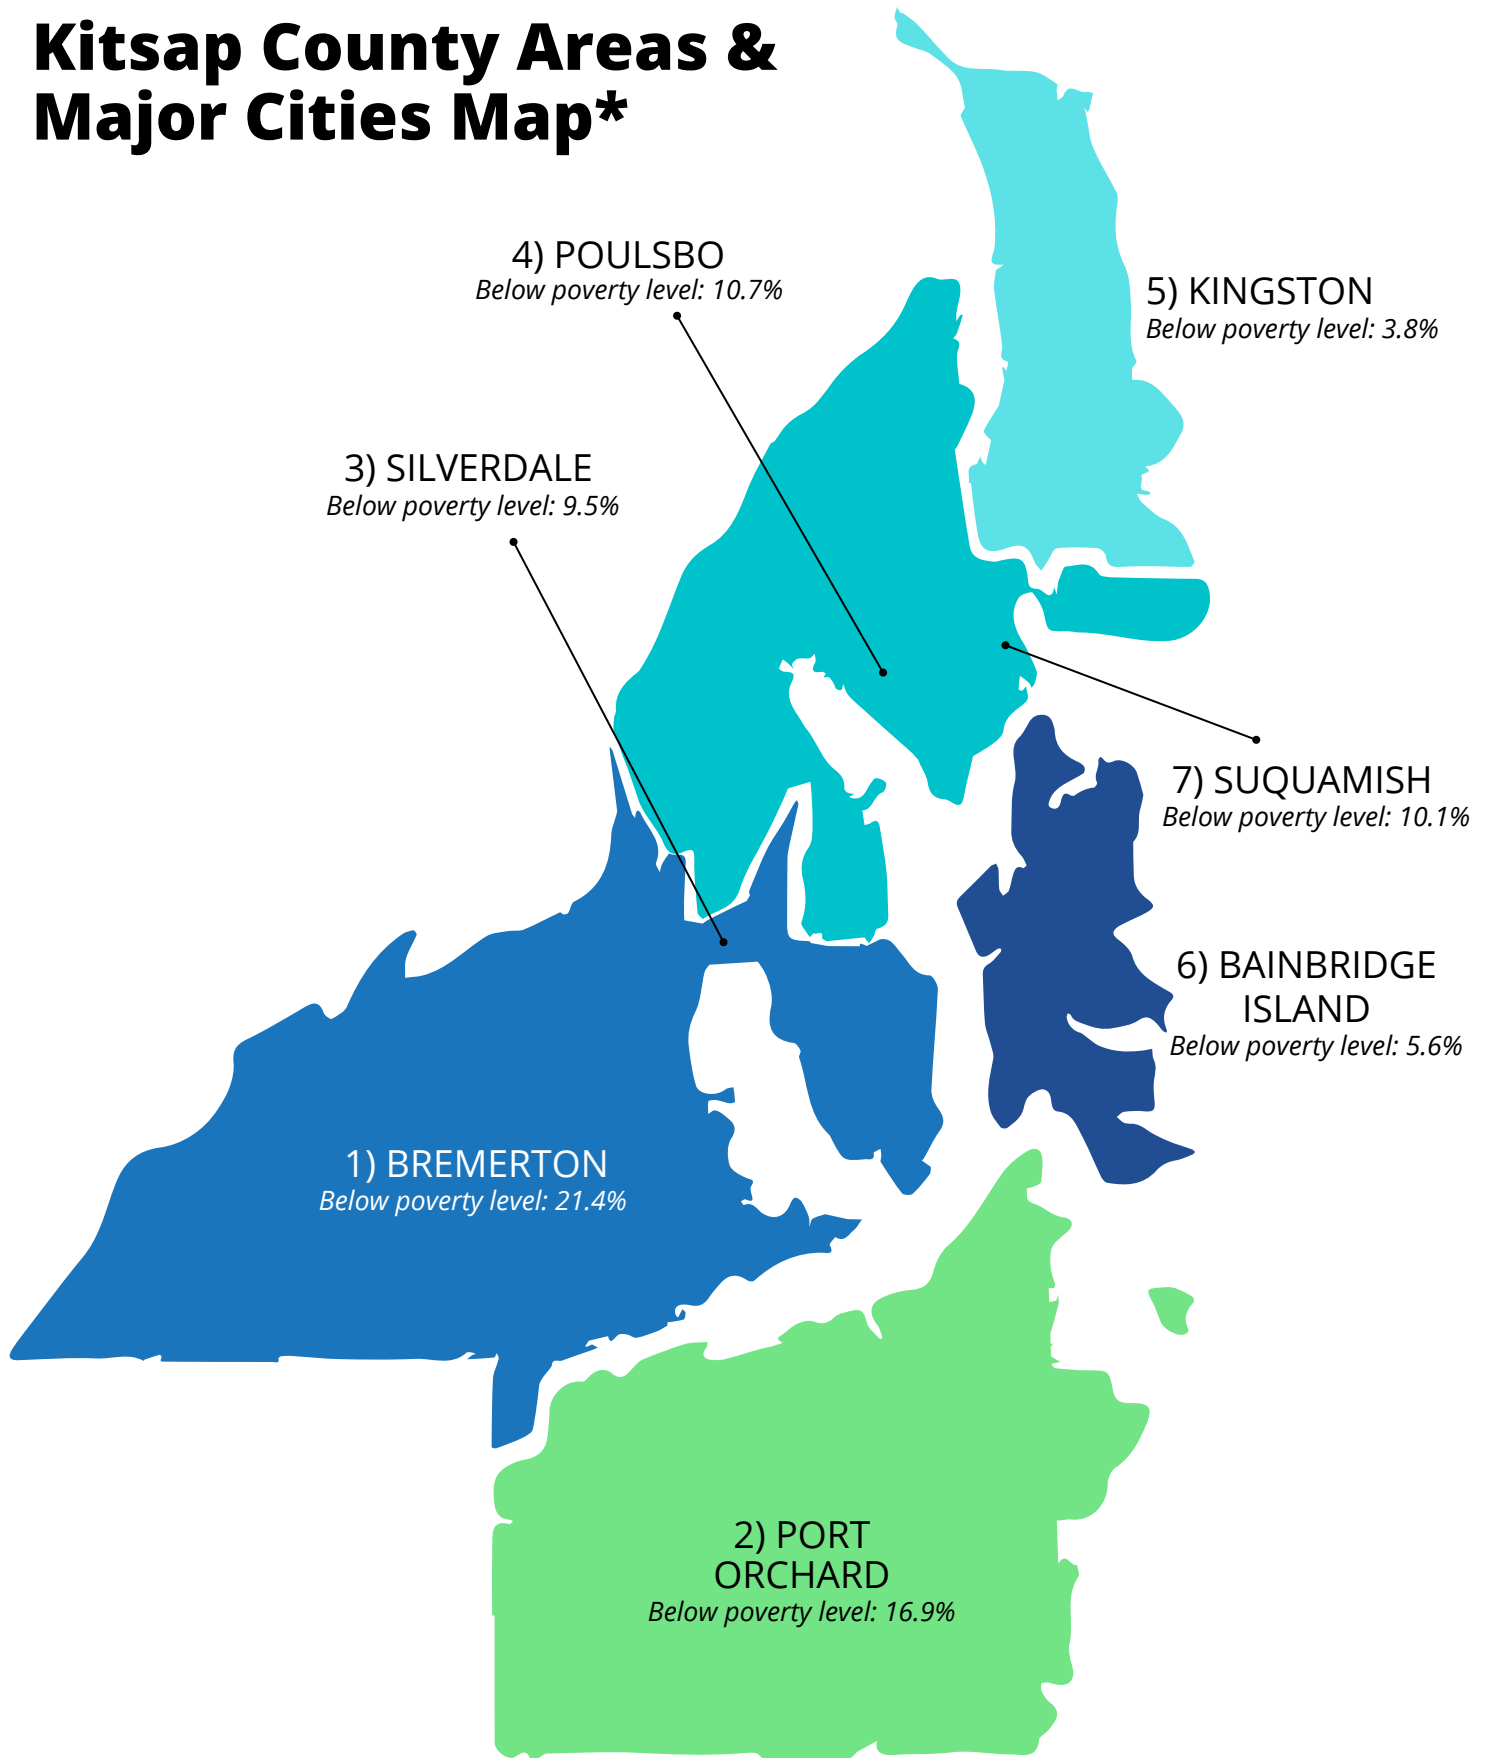 Kitsap County Areas &
Major Cities Map*
4) POULSBO
Below poverty level: 10.7%
5) KINGSTON
Below poverty level: 3.8%
3) SILVERDALE
Below poverty level: 9.5%
7) SUQUAMISH
Below poverty level: 10.1%
6) BAINBRIDGE
ISLAND
Below poverty level: 5.6%
1) BREMERTON
Below poverty level: 21.4%
2) PORT
ORCHARD
Below poverty level: 16.9%